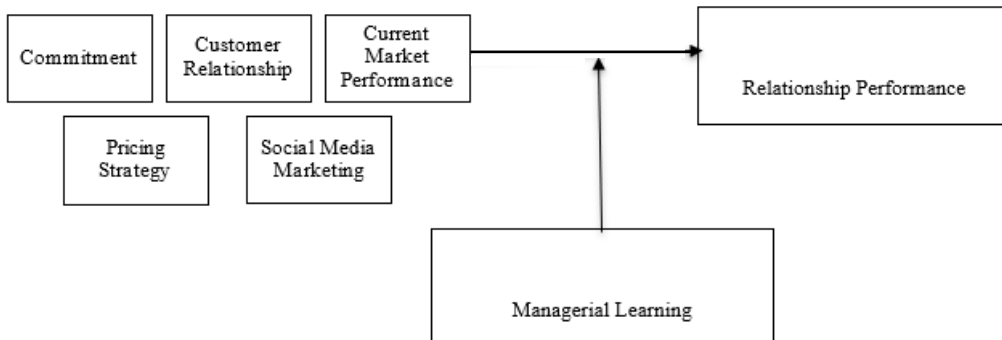 Commitment
Customer
Relationship
Current
Market
Performance
Relationship Performance
Pricing
Strategy
Social Media
Marketing
Managerial Learning